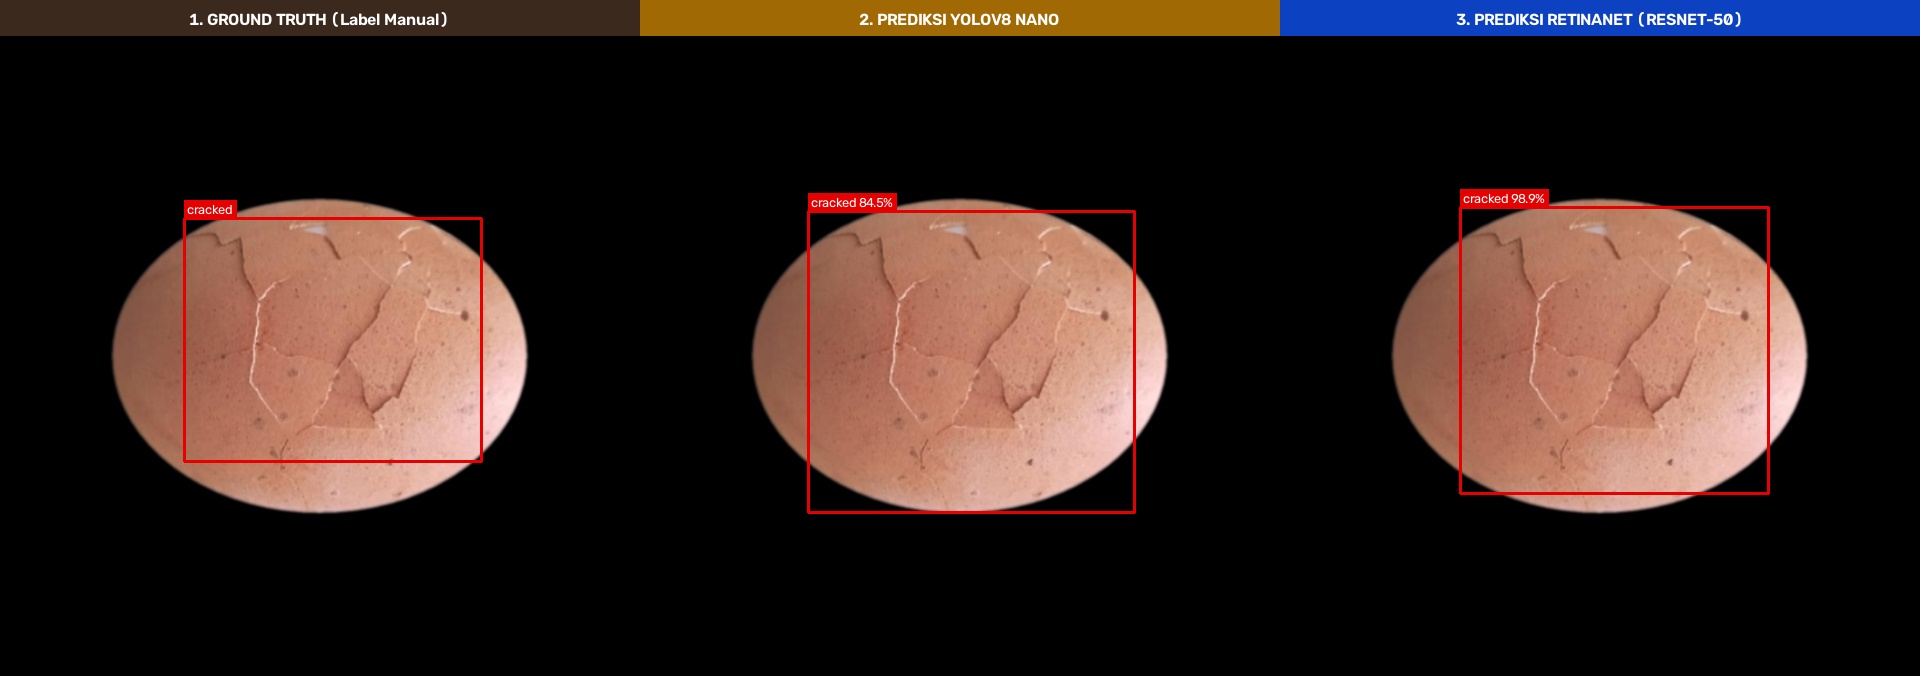 1. GROUND TRUTH (Label Manual)
2. PREDIKSI YOLOV8 NANO
3. PREDIKSI RETINANET (RESNET-50)
cracked
cracked 84.5%
cracked 98.9%